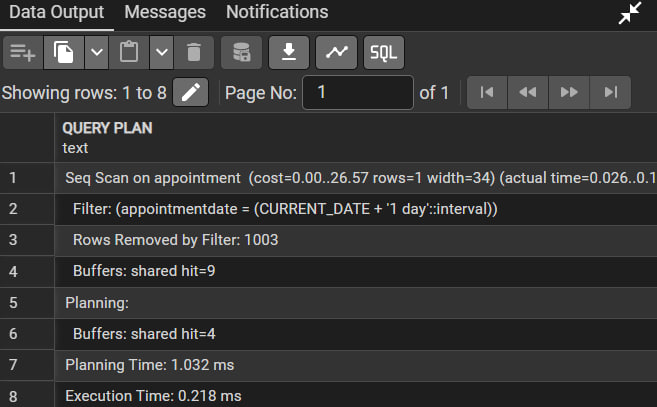 Data Output Messages Notifications
SQL
Showing rows: 1 to 8 Page No: 1 of 1
QUERY PLAN
text
1 Seq Scan on appointment (cost=0.00..26.57 rows=1 width=34) (actual time=0.026..0.1
2 Filter: (appointmentdate = (CURRENT_DATE + '1 day'::interval))
3 Rows Removed by Filter: 1003
4 Buffers: shared hit=9
5 Planning:
6 Buffers: shared hit=4
7 Planning Time: 1.032 ms
8 Execution Time: 0.218 ms